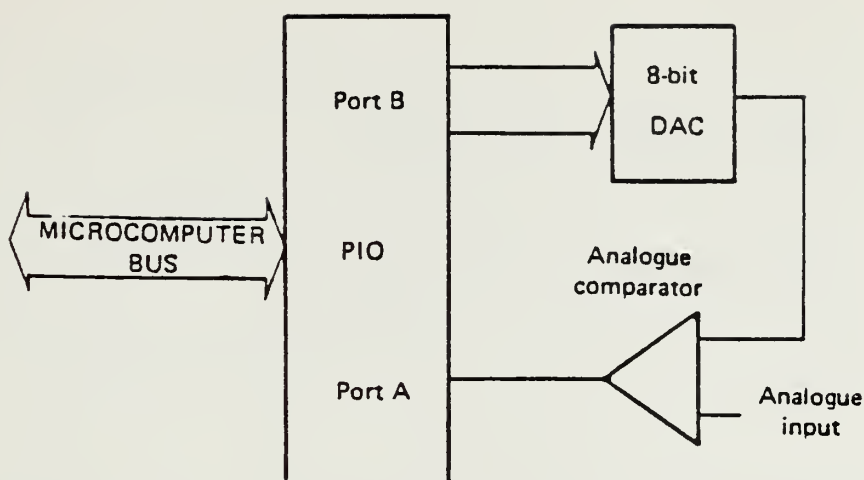 Port B
8-bit
DAC
MICROCOMPUTER
BUS
PIO
Analogue
comparator
Port A
Analogue
input